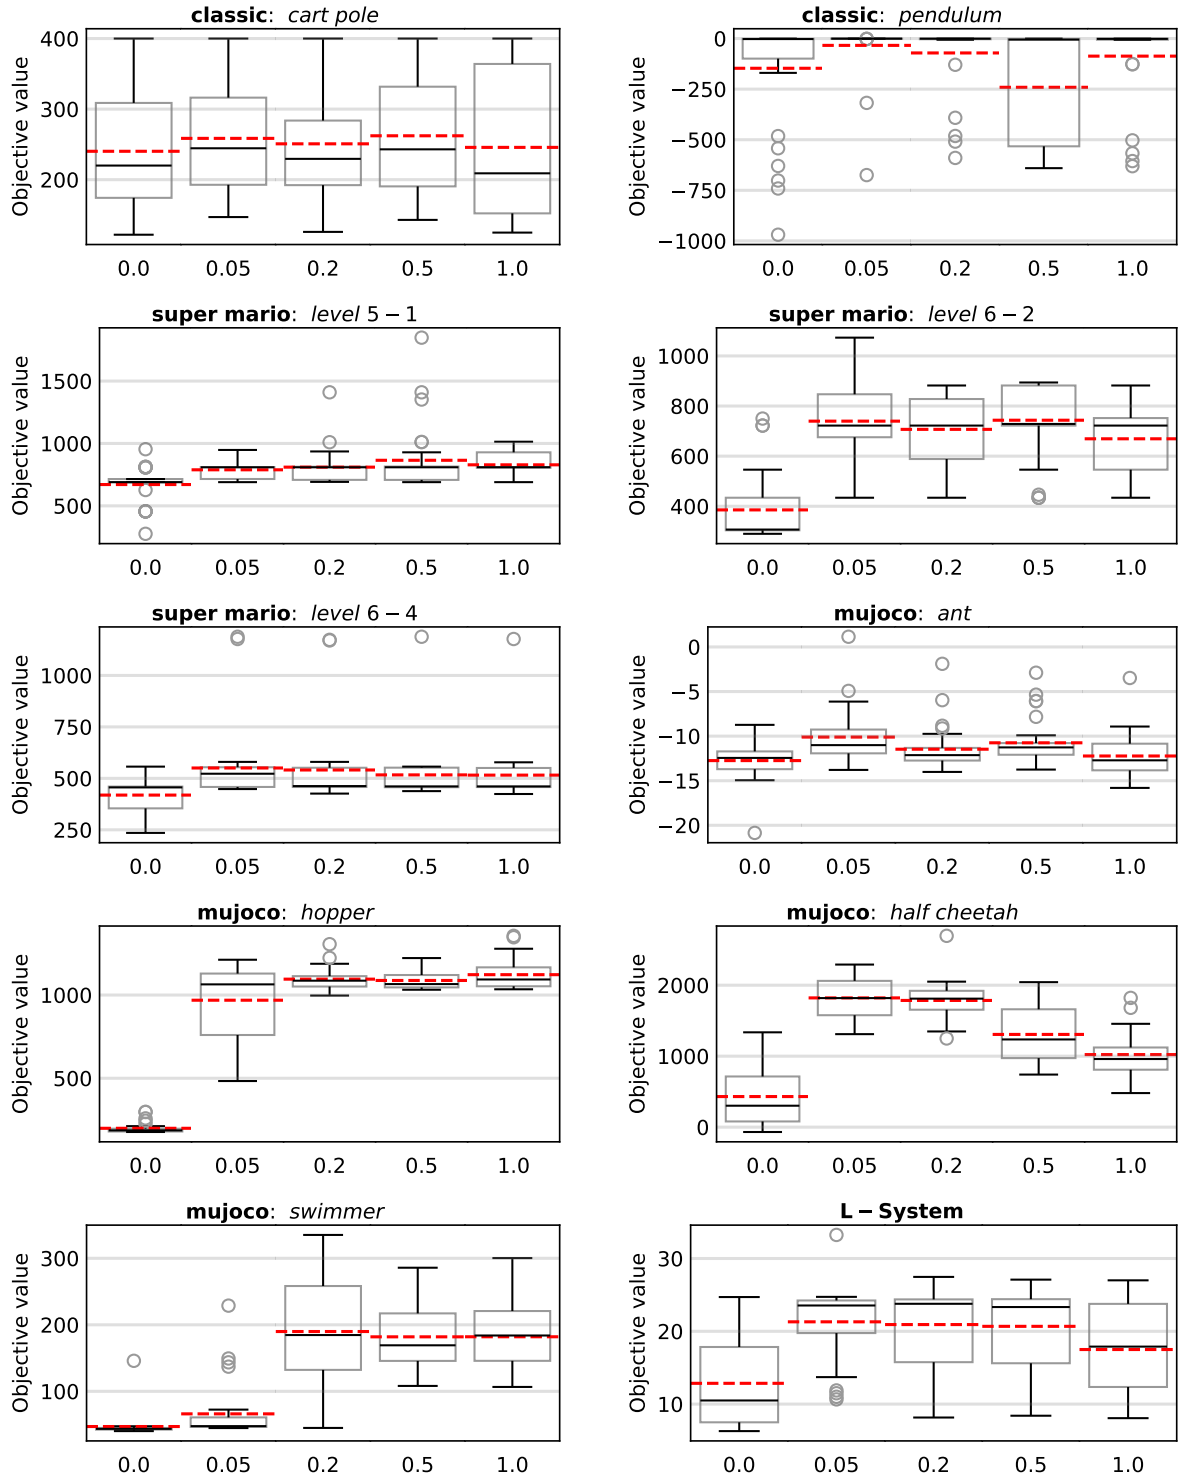 classic: cart pole
Objective value
400
300
200
0.0 0.05 0.2 0.5 1.0
classic: pendulum
Objective value
0
−250
−500
−750
−1000
0.0 0.05 0.2 0.5 1.0
super mario: level 5 − 1
Objective value
1500
1000
500
0.0 0.05 0.2 0.5 1.0
super mario: level 6 − 2
Objective value
1000
800
600
400
0.0 0.05 0.2 0.5 1.0
super mario: level 6 − 4
Objective value
1000
750
500
250
0.0 0.05 0.2 0.5 1.0
mujoco: ant
Objective value
0
−5
−10
−15
−20
0.0 0.05 0.2 0.5 1.0
mujoco: hopper
Objective value
1000
500
0.0 0.05 0.2 0.5 1.0
mujoco: half cheetah
Objective value
2000
1000
0
0.0 0.05 0.2 0.5 1.0
mujoco: swimmer
Objective value
300
200
100
0.0 0.05 0.2 0.5 1.0
L − System
Objective value
30
20
10
0.0 0.05 0.2 0.5 1.0